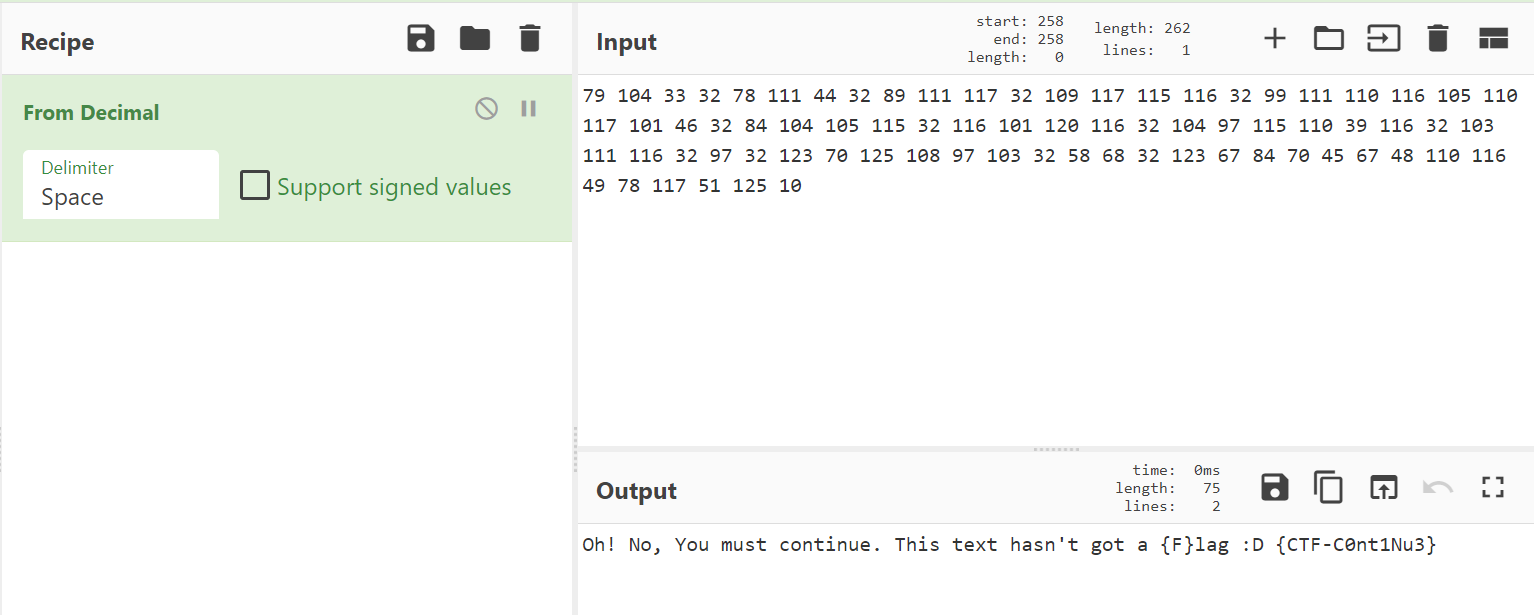 Recipe
From Decimal
Delimiter
Space
Support signed values
Input
start: 258
end: 258
length: 0
length: 262
lines: 1
79 104 33 32 78 111 44 32 89 111 117 32 109 117 115 116 32 99 111 110 116 105 110
117 101 46 32 84 104 105 115 32 116 101 120 116 32 104 97 115 110 39 116 32 103
111 116 32 97 32 123 70 125 108 97 103 32 58 68 32 123 67 84 70 45 67 48 110 116
49 78 117 51 125 10
Output
time: 0ms
length: 75
lines: 2
Oh! No, You must continue. This text hasn't got a {F}lag :D {CTF-C0nt1Nu3}